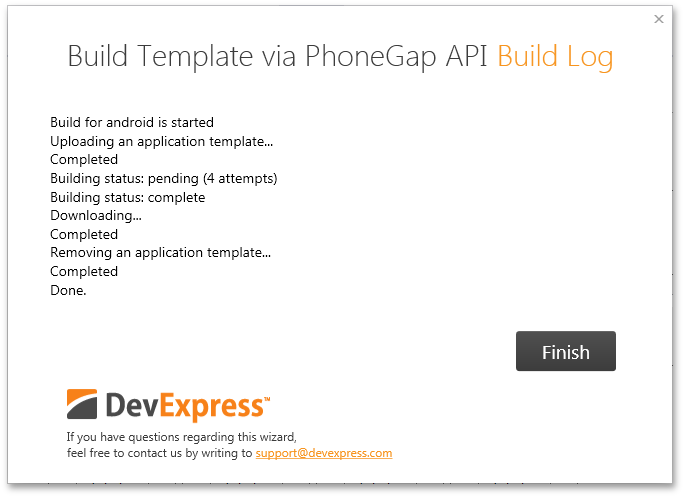 Build Template via PhoneGap API Build Log
Build for android is started
Uploading an application template...
Completed
Building status: pending (4 attempts)
Building status: complete
Downloading...
Completed
Removing an application template...
Completed
Done.
Finish
DevExpress™
If you have questions regarding this wizard,
feel free to contact us by writing to support@devexpress.com